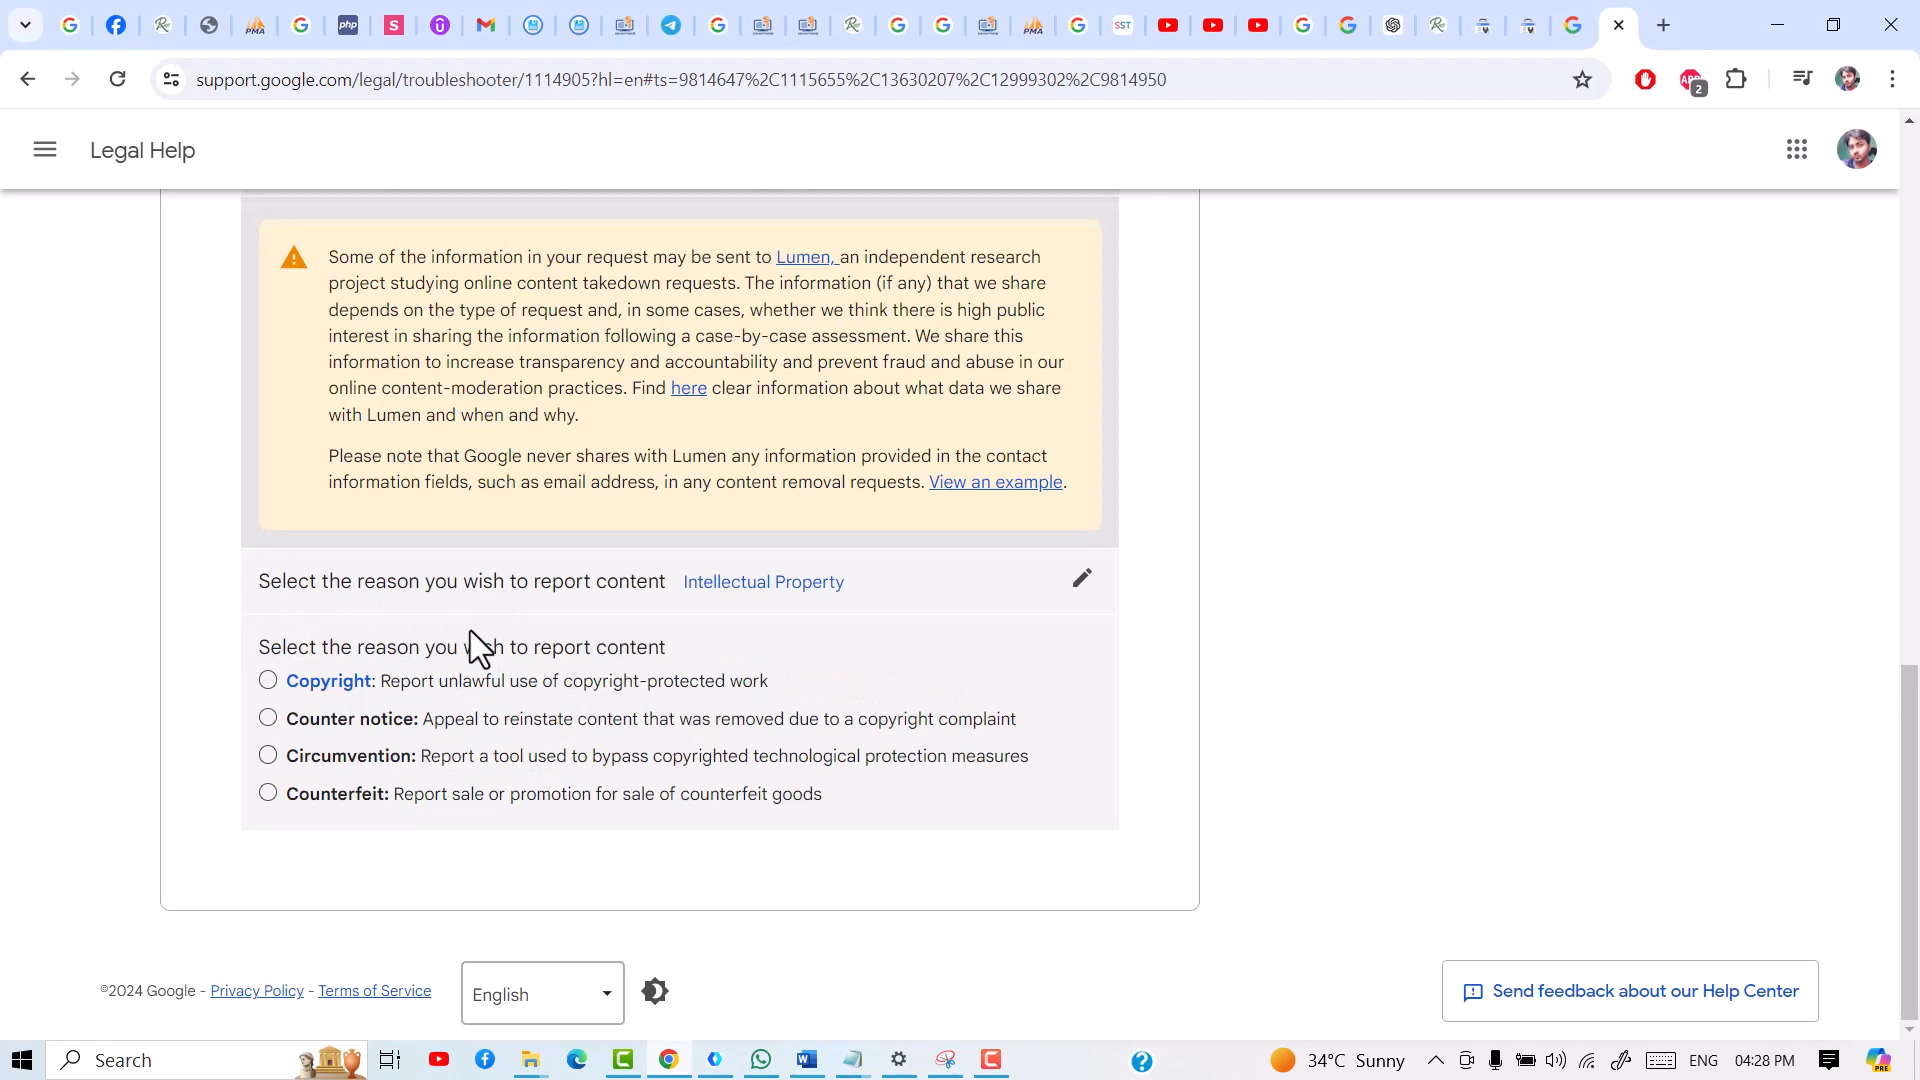 PMA
php
S
SST
PMA
support.google.com/legal/troubleshooter/1114905?hl=en#ts=9814647%2C1115655%2C13630207%2C12999302%2C9814950
ABP
2
Legal Help
Some of the information in your request may be sent to Lumen, an independent research
project studying online content takedown requests. The information (if any) that we share
depends on the type of request and, in some cases, whether we think there is high public
interest in sharing the information following a case-by-case assessment. We share this
information to increase transparency and accountability and prevent fraud and abuse in our
online content-moderation practices. Find here clear information about what data we share
with Lumen and when and why.
Please note that Google never shares with Lumen any information provided in the contact
information fields, such as email address, in any content removal requests. View an example.
Select the reason you wish to report content Intellectual Property
Select the reason you wish to report content
Copyright: Report unlawful use of copyright-protected work
Counter notice: Appeal to reinstate content that was removed due to a copyright complaint
Circumvention: Report a tool used to bypass copyrighted technological protection measures
Counterfeit: Report sale or promotion for sale of counterfeit goods
©2024 Google - Privacy Policy - Terms of Service
English
Send feedback about our Help Center
Search
34°C Sunny
ENG
04:28 PM
PRE